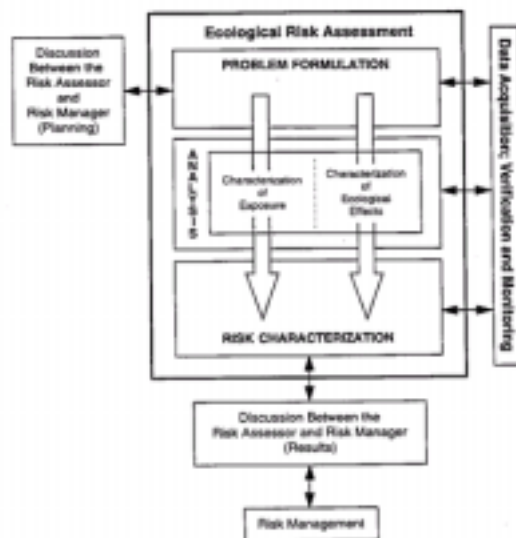 Ecological Risk Assessment
Discussion
Between the
Risk Assessor
and
Risk Manager
(Planning)
PROBLEM FORMULATION
ANALYSIS
Characterization
of
Exposure
Characterization
of
Ecological
Effects
RISK CHARACTERIZATION
Data Acquisition; Verification and Monitoring
Discussion Between the
Risk Assessor and Risk Manager
(Results)
Risk Management